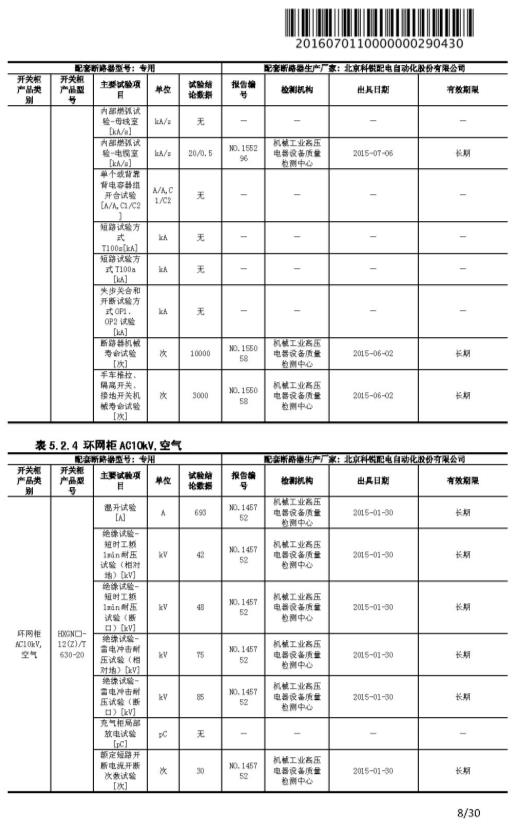 20160701100000000290430
配套断路器型号: 专用 配套断路器生产厂家: 北京科锐配电自动化股份有限公司
开关柜产品类别 开关柜产品型号 主要试验项目 单位 试验结论数据 报告编号 检测机构 出具日期 有效期限
内部燃弧试验-母线室[kA/s] kA/s 无 — — — —
内部燃弧试验-电缆室[kA/s] kA/s 20/0.5 NO.155296 机械工业高压电器设备质量检测中心 2015-07-06 长期
单个或背靠背电容器组开合试验[A/A,C1/C2] A/A,C1/C2 无 — — — —
短路试验方式T100s[kA] kA 无 — — — —
短路试验方式T100a[kA] kA 无 — — — —
失步关合和开断试验方式OP1、OP2试验[kA] kA 无 — — — —
断路器机械寿命试验[次] 次 10000 NO.155058 机械工业高压电器设备质量检测中心 2015-06-02 长期
手车推拉、隔离开关、接地开关机械寿命试验[次] 次 3000 NO.155058 机械工业高压电器设备质量检测中心 2015-06-02 长期
表 5.2.4 环网柜 AC10kV,空气
配套断路器型号: 专用 配套断路器生产厂家: 北京科锐配电自动化股份有限公司
开关柜产品类别 开关柜产品型号 主要试验项目 单位 试验结论数据 报告编号 检测机构 出具日期 有效期限
环网柜AC10kV,空气 HXGN□-12(Z)/T630-20
温升试验[A] A 693 NO.145752 机械工业高压电器设备质量检测中心 2015-01-30 长期
绝缘试验-短时工频1min耐压试验（相对地）[kV] kV 42 NO.145752 机械工业高压电器设备质量检测中心 2015-01-30 长期
绝缘试验-短时工频1min耐压试验（断口）[kV] kV 48 NO.145752 机械工业高压电器设备质量检测中心 2015-01-30 长期
绝缘试验-雷电冲击耐压试验（相对地）[kV] kV 75 NO.145752 机械工业高压电器设备质量检测中心 2015-01-30 长期
绝缘试验-雷电冲击耐压试验（断口）[kV] kV 85 NO.145752 机械工业高压电器设备质量检测中心 2015-01-30 长期
充气柜局部放电试验[pC] pC 无 — — — —
额定短路开断电流开断次数试验[次] 次 30 NO.145752 机械工业高压电器设备质量检测中心 2015-01-30 长期
8/30